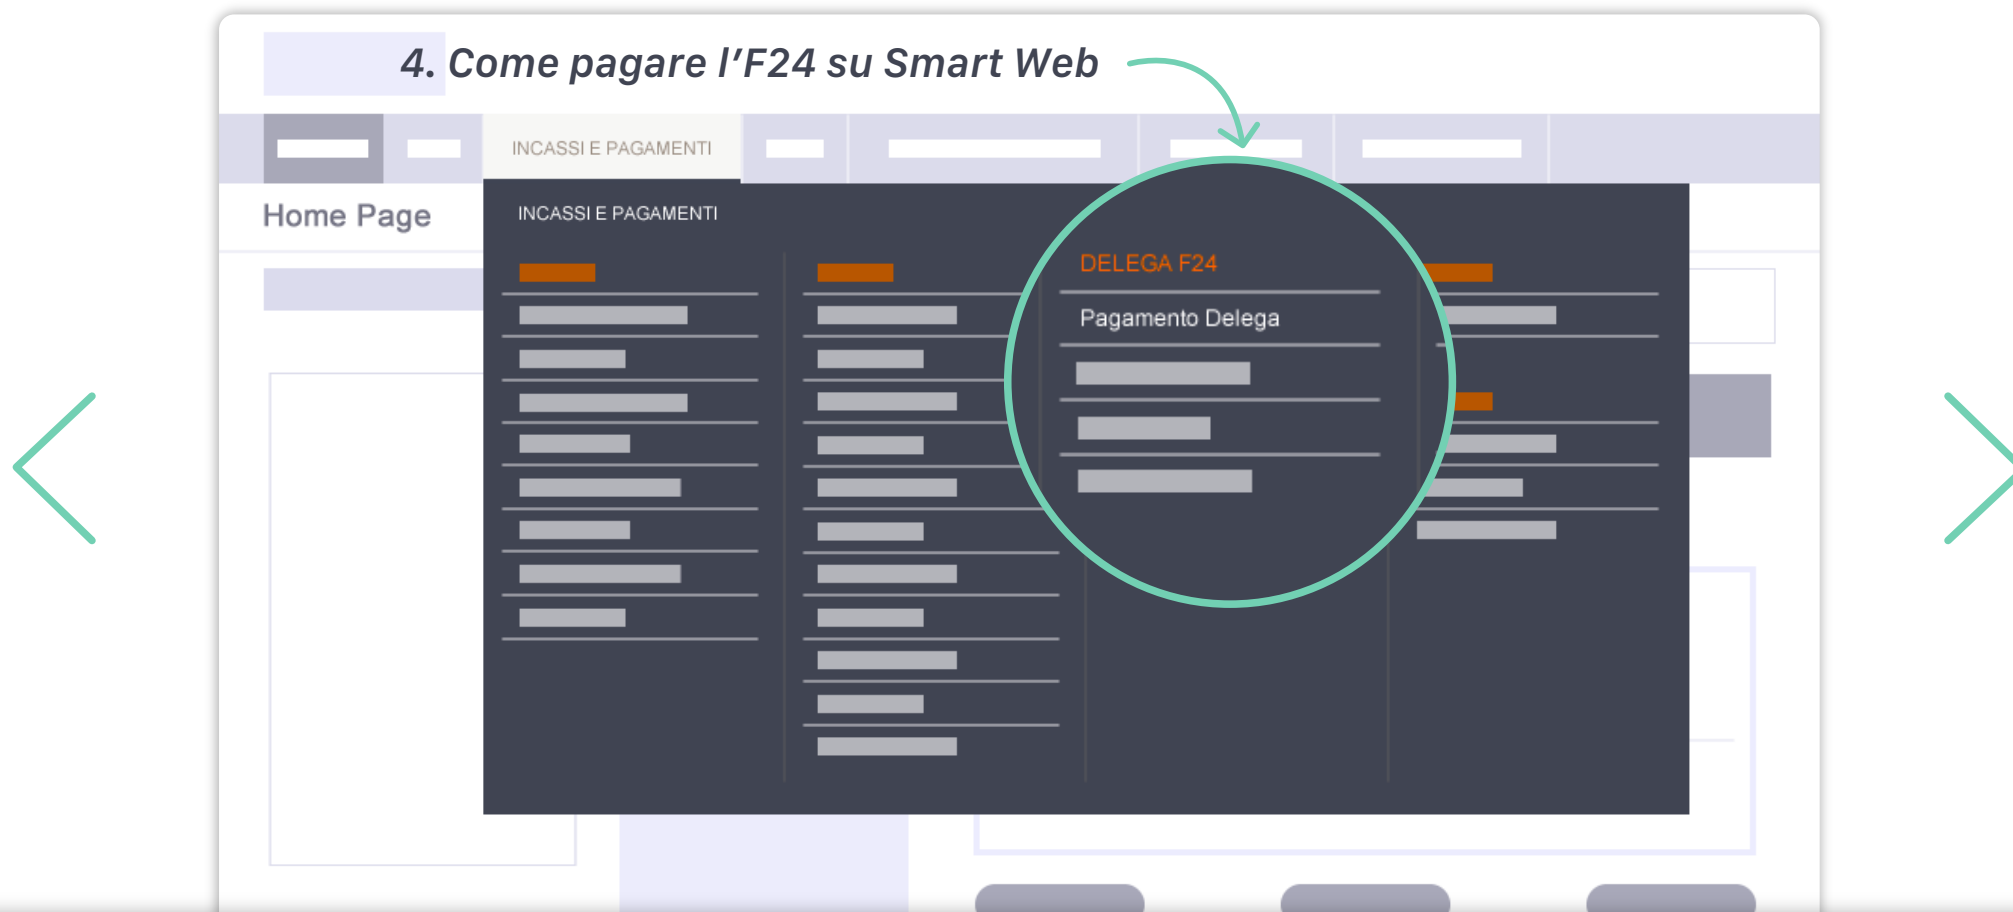 4. Come pagare l’F24 su Smart Web
INCASSI E PAGAMENTI
Home Page
INCASSI E PAGAMENTI
DELEGA F24
Pagamento Delega